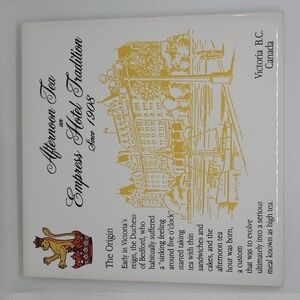 Afternoon Tea
an
Empress Hotel Tradition
Since 1908
The Origin
Early in Victoria's
reign, the Duchess
of Bedford, who
habitually suffered
a "sinking feeling
around five o'clock"
started taking
tea with thin
sandwiches and
cakes, and the
afternoon tea
hour was born,
a custom
that was to evolve
ultimately into a serious
meal known as high tea.
Victoria B.C.
Canada